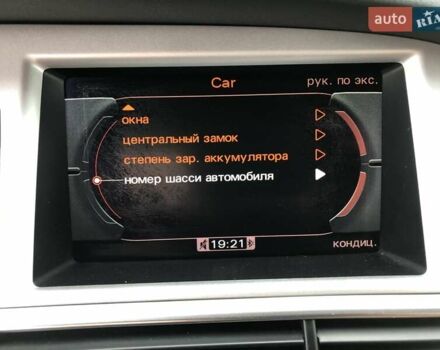 auto RIA
Car
рук. по экс.
окна
центральный замок
степень зар. аккумулятора
номер шасси автомобиля
19:21
кондиц.